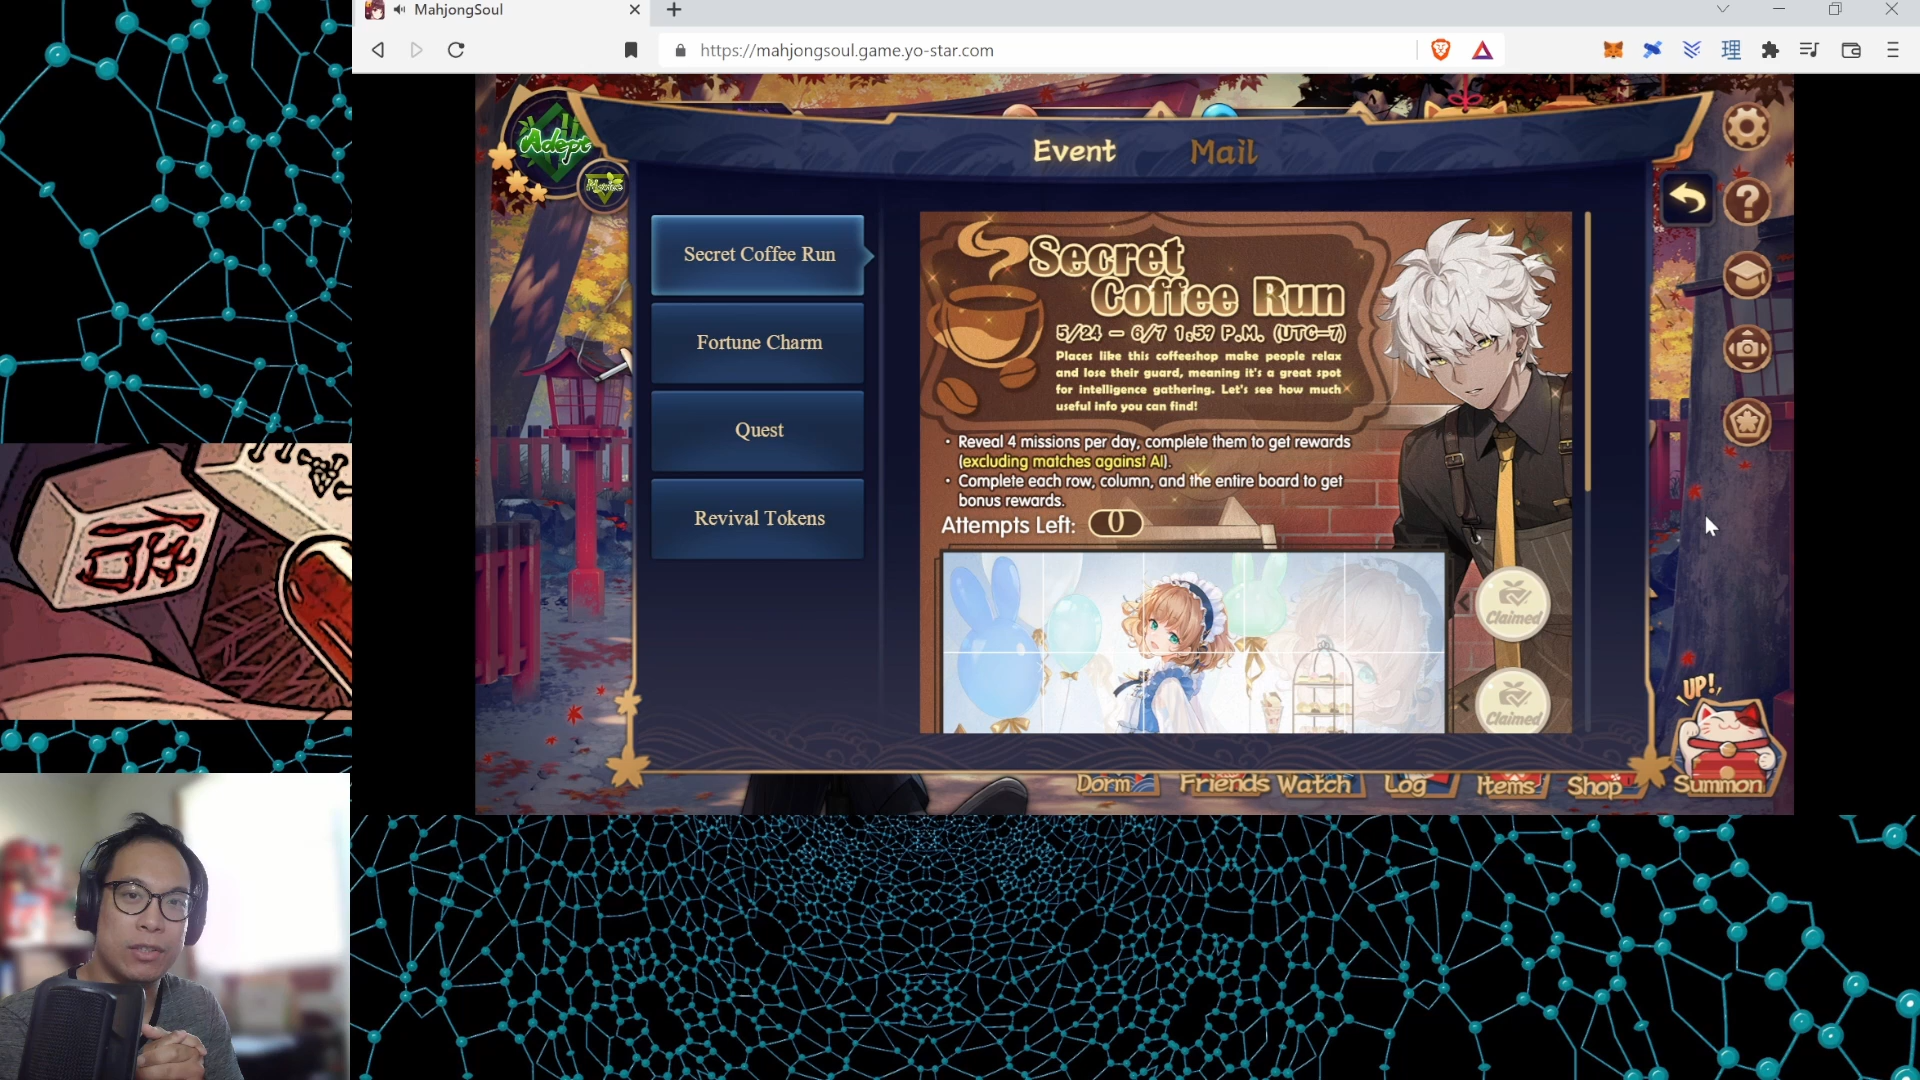 MahjongSoul
https://mahjongsoul.game.yo-star.com
理
Adept
Novice
Event
Mail
Secret Coffee Run
Fortune Charm
Quest
Revival Tokens
Secret
Coffee Run
5/24 - 6/7 1:59 P.M. (UTC-7)
Places like this coffeeshop make people relax
and lose their guard, meaning it's a great spot
for intelligence gathering. Let's see how much
useful info you can find!
· Reveal 4 missions per day, complete them to get rewards
(excluding matches against AI).
· Complete each row, column, and the entire board to get
bonus rewards.
Attempts Left: 0
Claimed
Claimed
UP!
Dorm
Friends
Watch
Log
Items
Shop
Summon